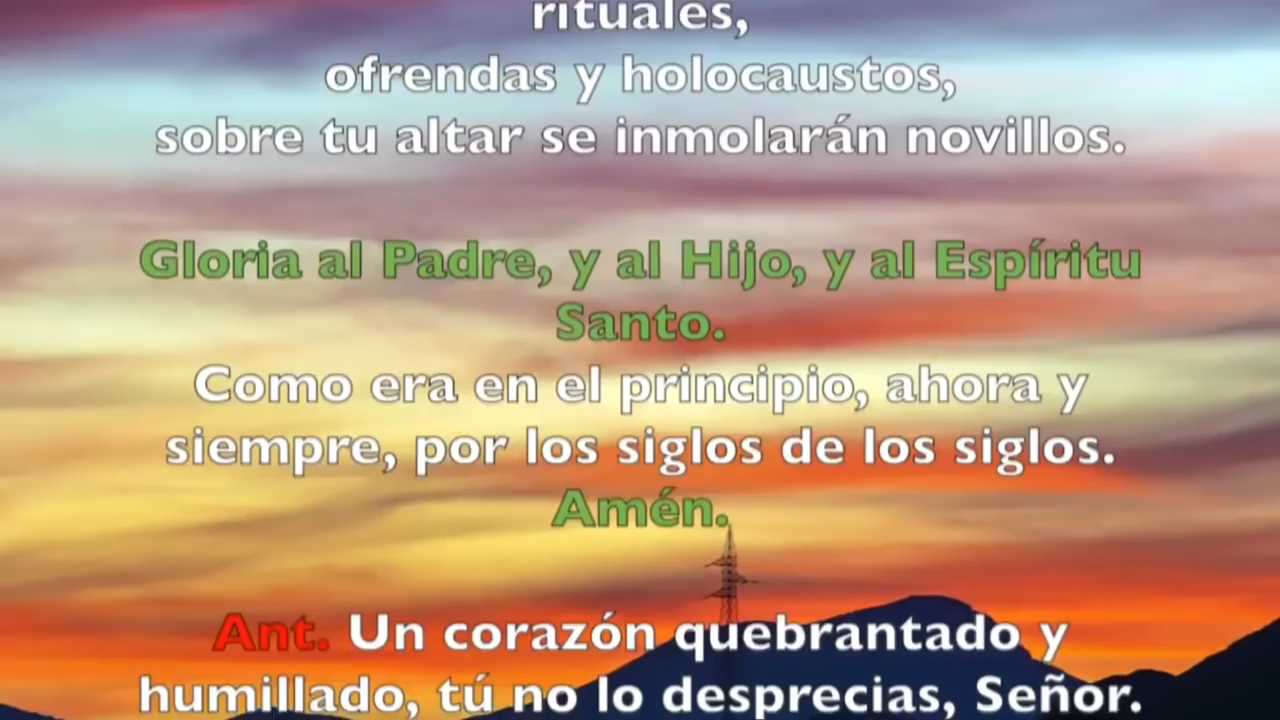 rituales,
ofrendas y holocaustos,
sobre tu altar se inmolarán novillos.
Gloria al Padre, y al Hijo, y al Espíritu
Santo.
Como era en el principio, ahora y
siempre, por los siglos de los siglos.
Amén.
Ant. Un corazón quebrantado y
humillado, tú no lo desprecias, Señor.